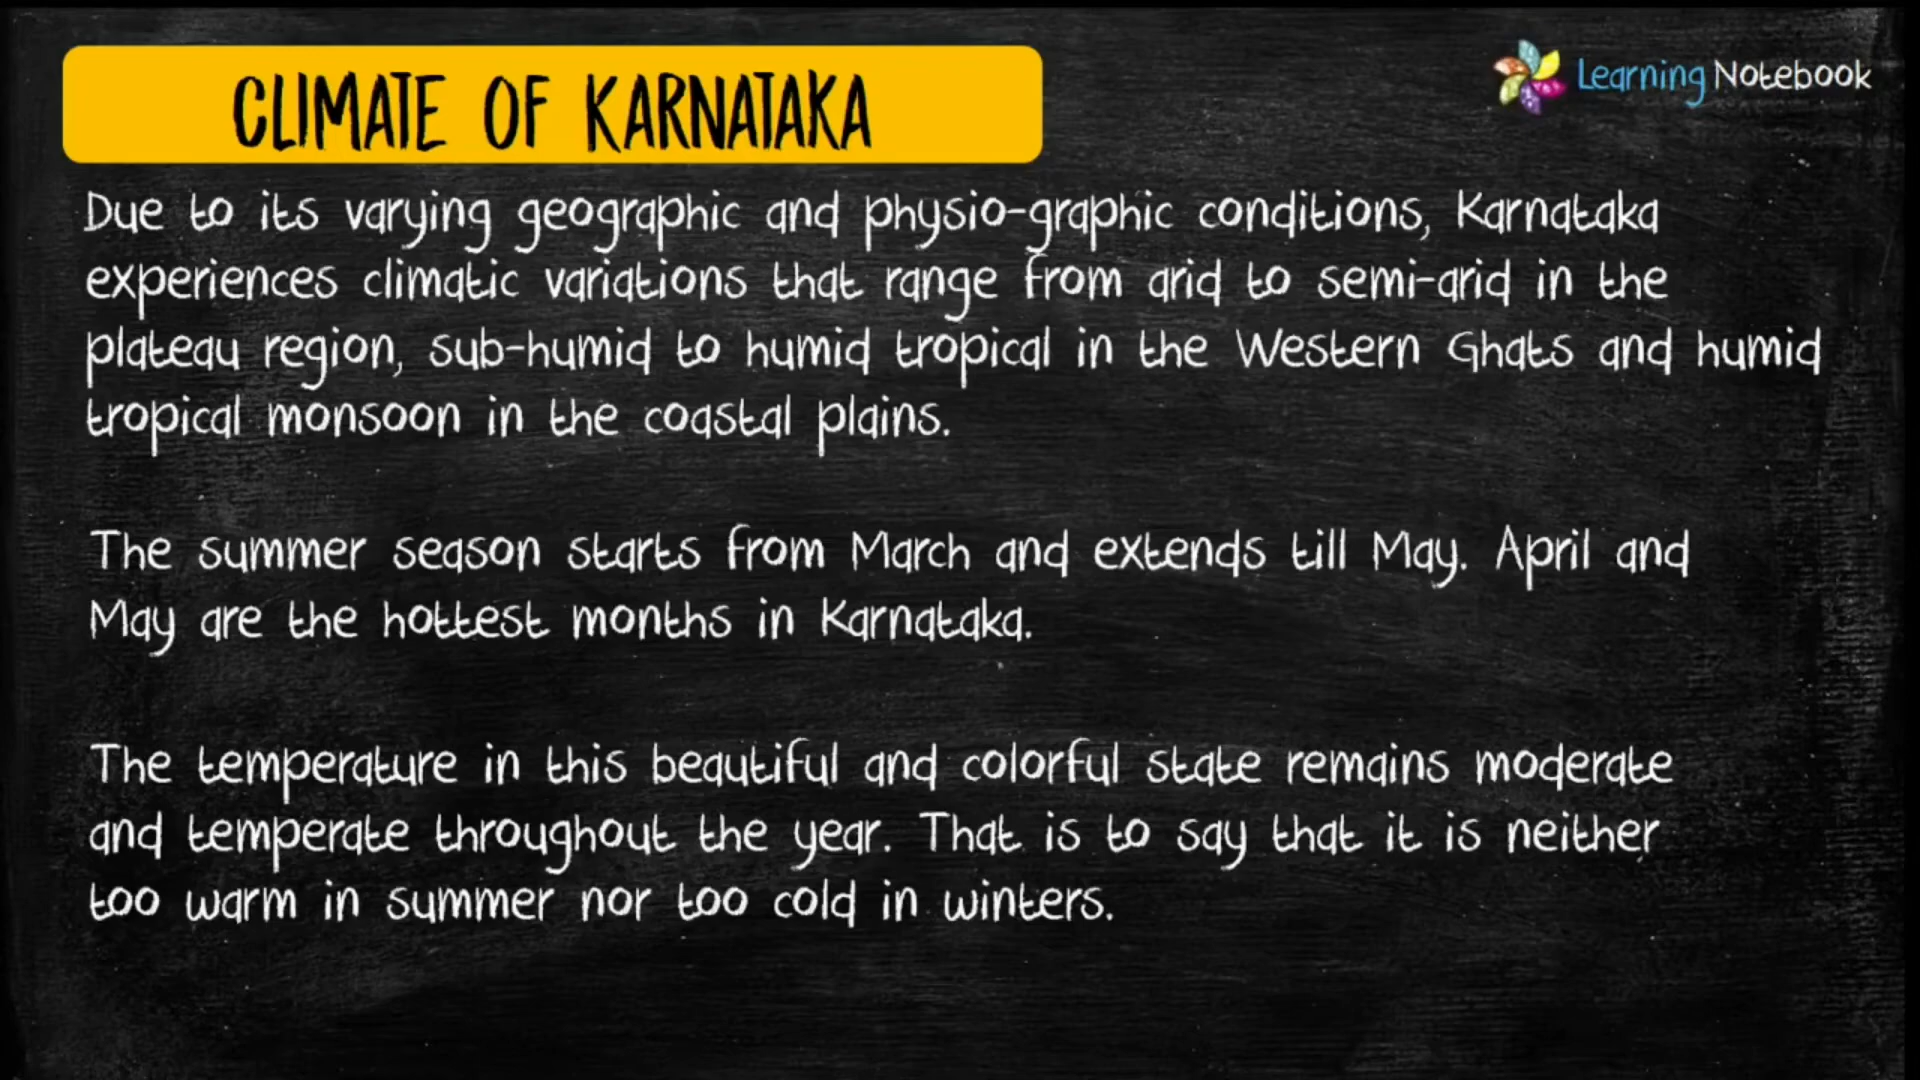 CLIMATE OF KARNATAKA
Learning Notebook
Due to its varying geographic and physio-graphic conditions, Karnataka
experiences climatic variations that range from arid to semi-arid in the
plateau region, sub-humid to humid tropical in the Western Ghats and humid
tropical monsoon in the coastal plains.
The summer season starts from March and extends till May. April and
May are the hottest months in Karnataka.
The temperature in this beautiful and colorful state remains moderate
and temperate throughout the year. That is to say that it is neither
too warm in summer nor too cold in winters.